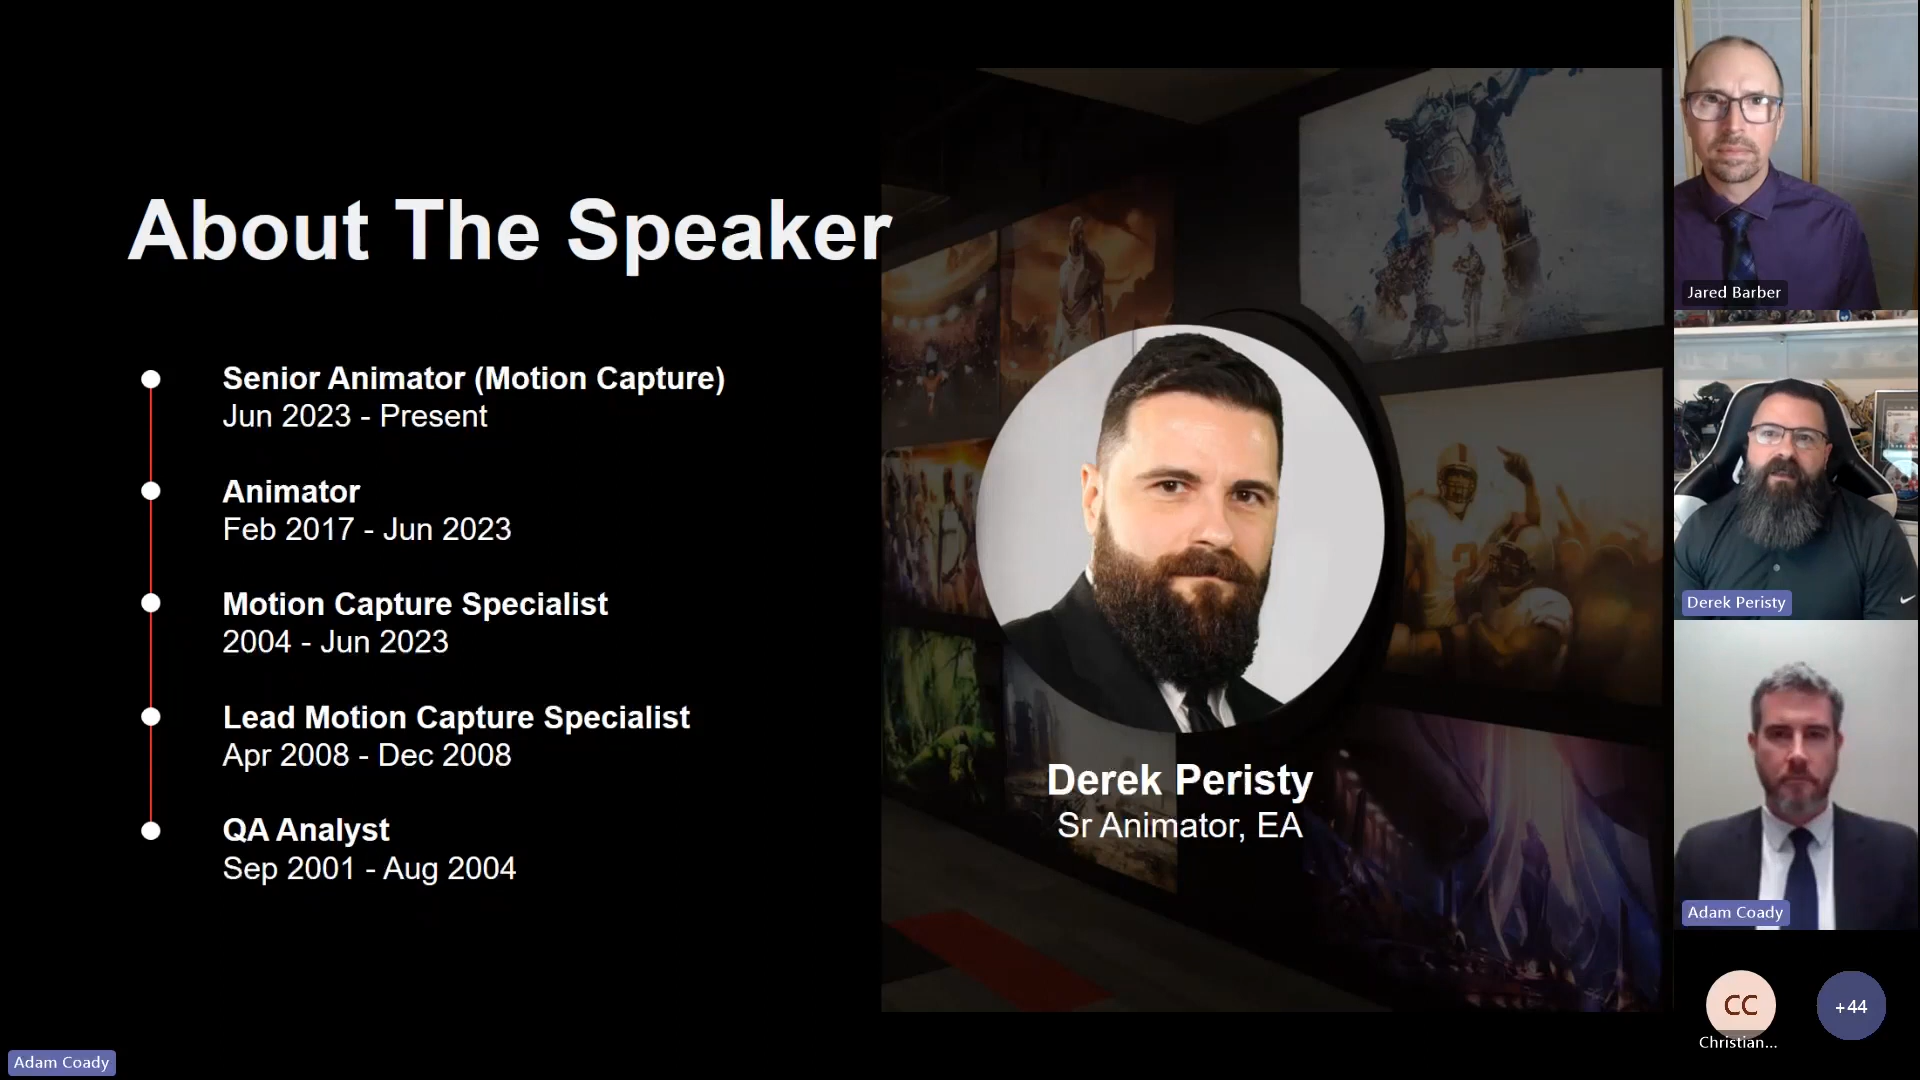 About The Speaker
Senior Animator (Motion Capture)
Jun 2023 - Present
Animator
Feb 2017 - Jun 2023
Motion Capture Specialist
2004 - Jun 2023
Lead Motion Capture Specialist
Apr 2008 - Dec 2008
QA Analyst
Sep 2001 - Aug 2004
Derek Peristy
Sr Animator, EA
Jared Barber
Derek Peristy
Adam Coady
CC
Christian...
+44
Adam Coady